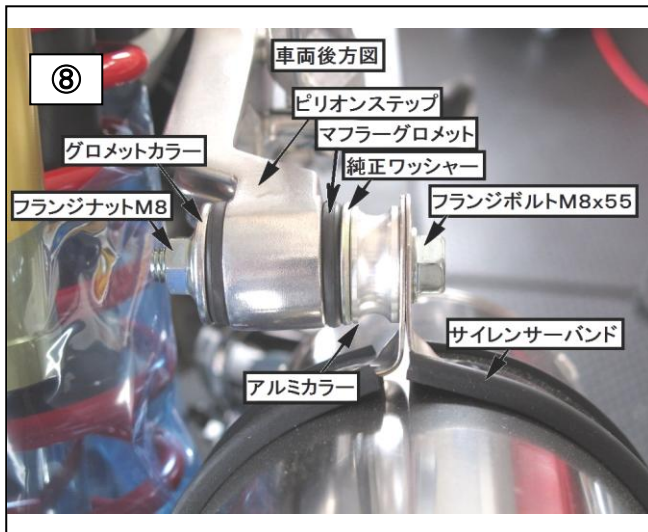 ⑧
車両後方図
ピリオンステップ
マフラーグロメット
グロメットカラー
純正ワッシャー
フランジナットM8
フランジボルトM8x55
サイレンサーバンド
アルミカラー